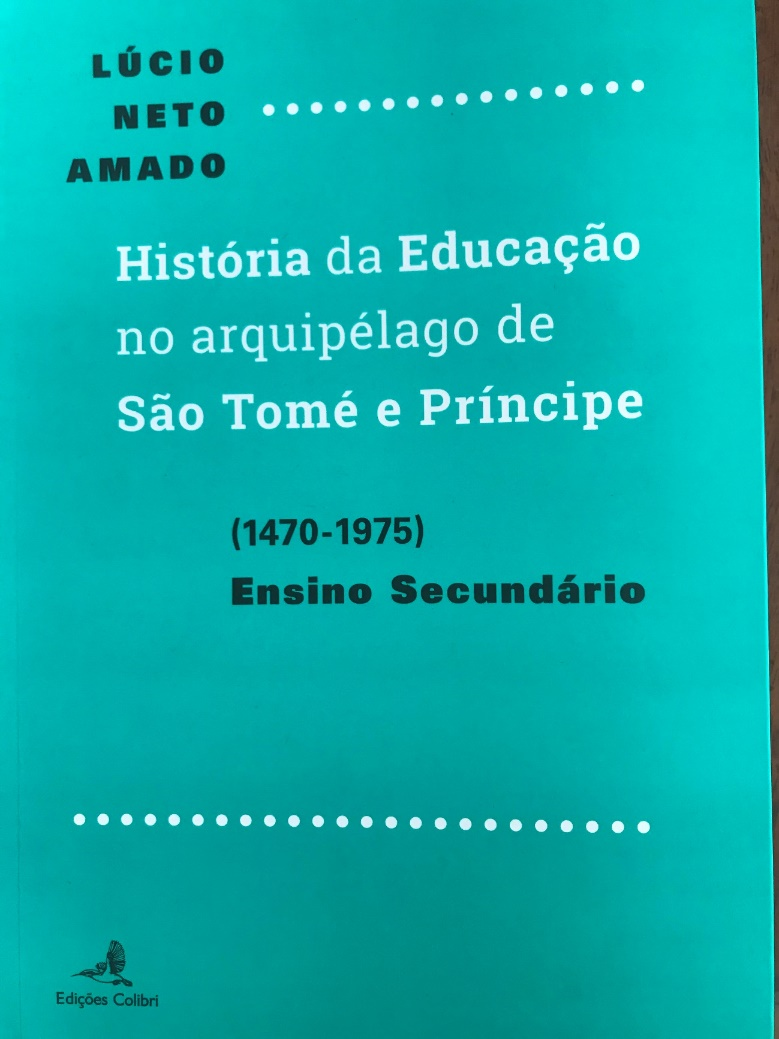 LÚCIO
NETO
AMADO
História da Educação
no arquipélago de
São Tomé e Príncipe
(1470-1975)
Ensino Secundário
Edições Colibri